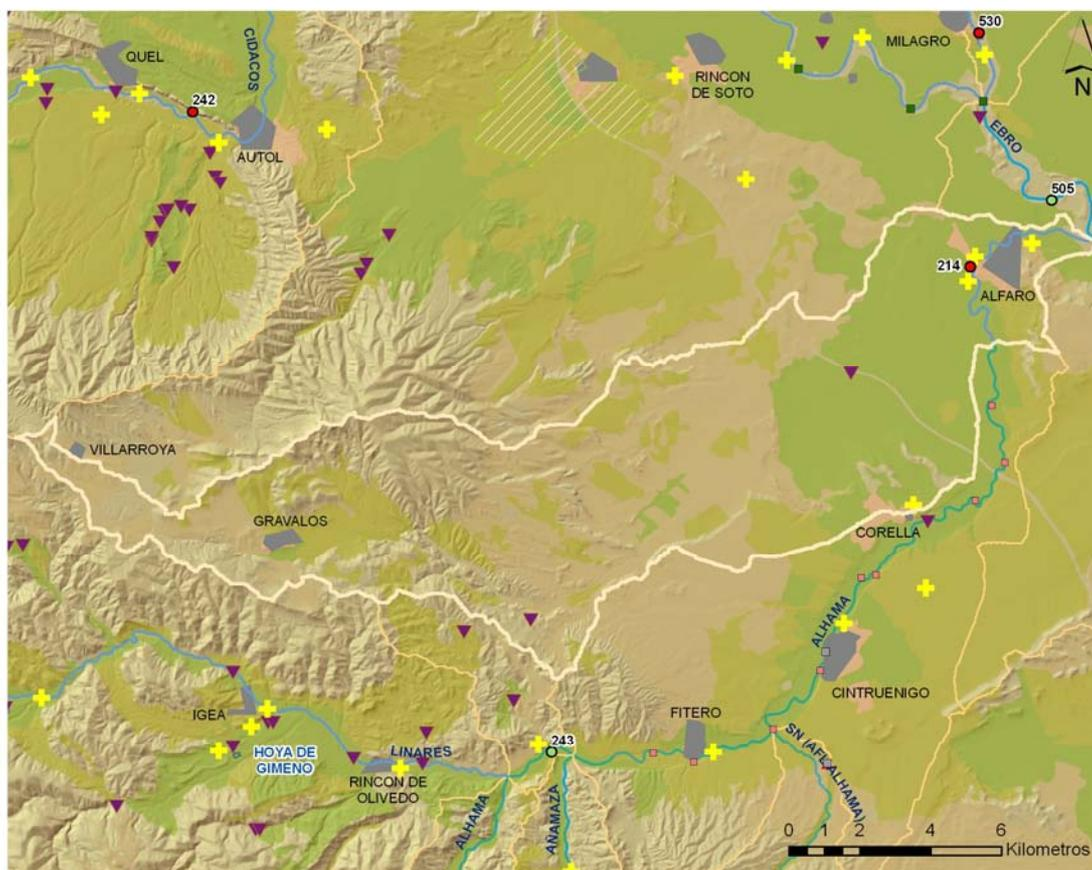 530
MILAGRO
CIDACOS
QUEL
RINCON
DE SOTO
N
242
AUTOL
EBRO
505
214
ALFARO
VILLARROYA
GRAVALOS
CORELLA
ALHAMA
CINTRUENIGO
IGEA
FITERO
243
SN (AFL.ALHAMA)
HOYA DE
GIMENO
LINARES
RINCON DE
OLIVEDO
ALHAMA
AÑAMAZA
0 1 2 4 6
Kilometros